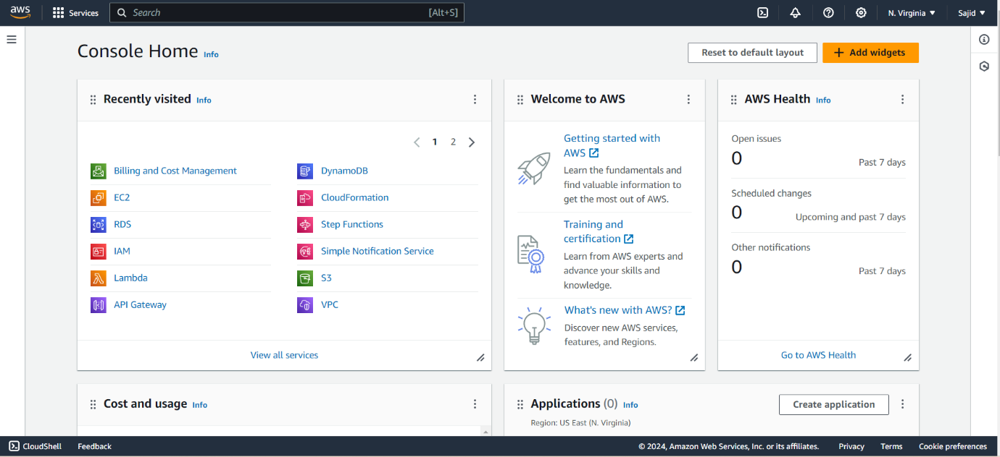 aws
Services
Search
[Alt+S]
N. Virginia
Sajid
Console Home Info
Reset to default layout
Add widgets
Recently visited Info
1 2
Billing and Cost Management
EC2
RDS
IAM
Lambda
API Gateway
DynamoDB
CloudFormation
Step Functions
Simple Notification Service
S3
VPC
View all services
Welcome to AWS
Getting started with
AWS
Learn the fundamentals and
find valuable information to
get the most out of AWS.
Training and
certification
Learn from AWS experts and
advance your skills and
knowledge.
What's new with AWS?
Discover new AWS services,
features, and Regions.
AWS Health Info
Open issues
0
Past 7 days
Scheduled changes
0
Upcoming and past 7 days
Other notifications
0
Past 7 days
Go to AWS Health
Cost and usage Info
Applications (0) Info
Region: US East (N. Virginia)
Create application
CloudShell
Feedback
© 2024, Amazon Web Services, Inc. or its affiliates.
Privacy
Terms
Cookie preferences